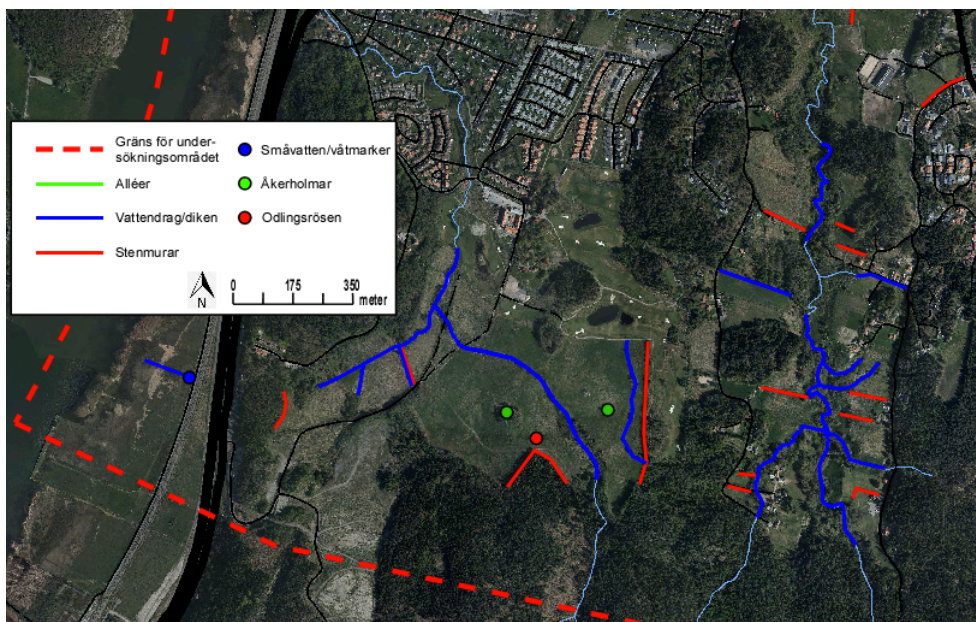 Gräns för under-
sökningsområdet
Småvatten/våtmarker
Alléer
Åkerholmar
Vattendrag/diken
Odlingsrösen
Stenmurar
N
0 175 350
meter